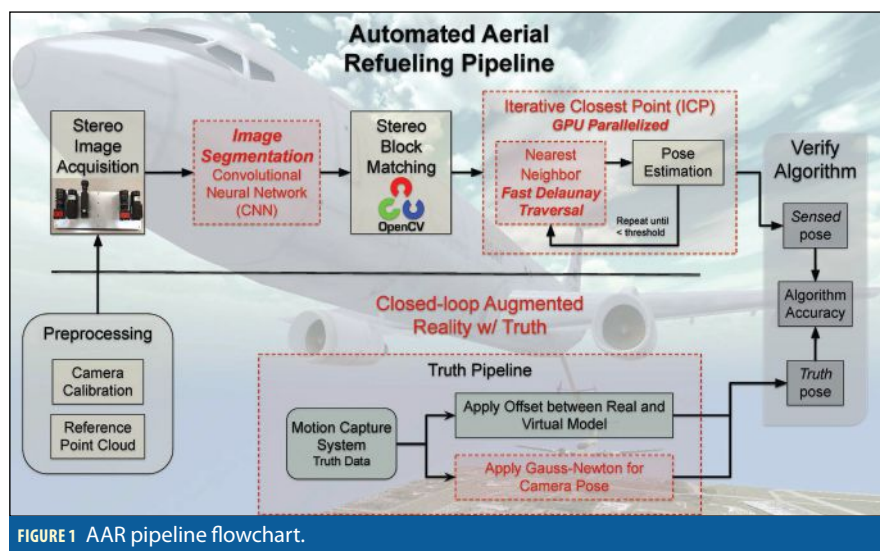 Automated Aerial
Refueling Pipeline
Stereo
Image
Acquisition
Image
Segmentation
Convolutional
Neural Network
(CNN)
Stereo
Block
Matching
OpenCV
Iterative Closest Point (ICP)
GPU Parallelized
Nearest
Neighbor
Fast Delaunay
Traversal
Pose
Estimation
Repeat until
< threshold
Verify
Algorithm
Sensed
pose
Algorithm
Accuracy
Truth
pose
Preprocessing
Camera
Calibration
Reference
Point Cloud
Closed-loop Augmented
Reality w/ Truth
Truth Pipeline
Motion Capture
System
Truth Data
Apply Offset between Real and
Virtual Model
Apply Gauss-Newton for
Camera Pose
FIGURE 1 AAR pipeline flowchart.